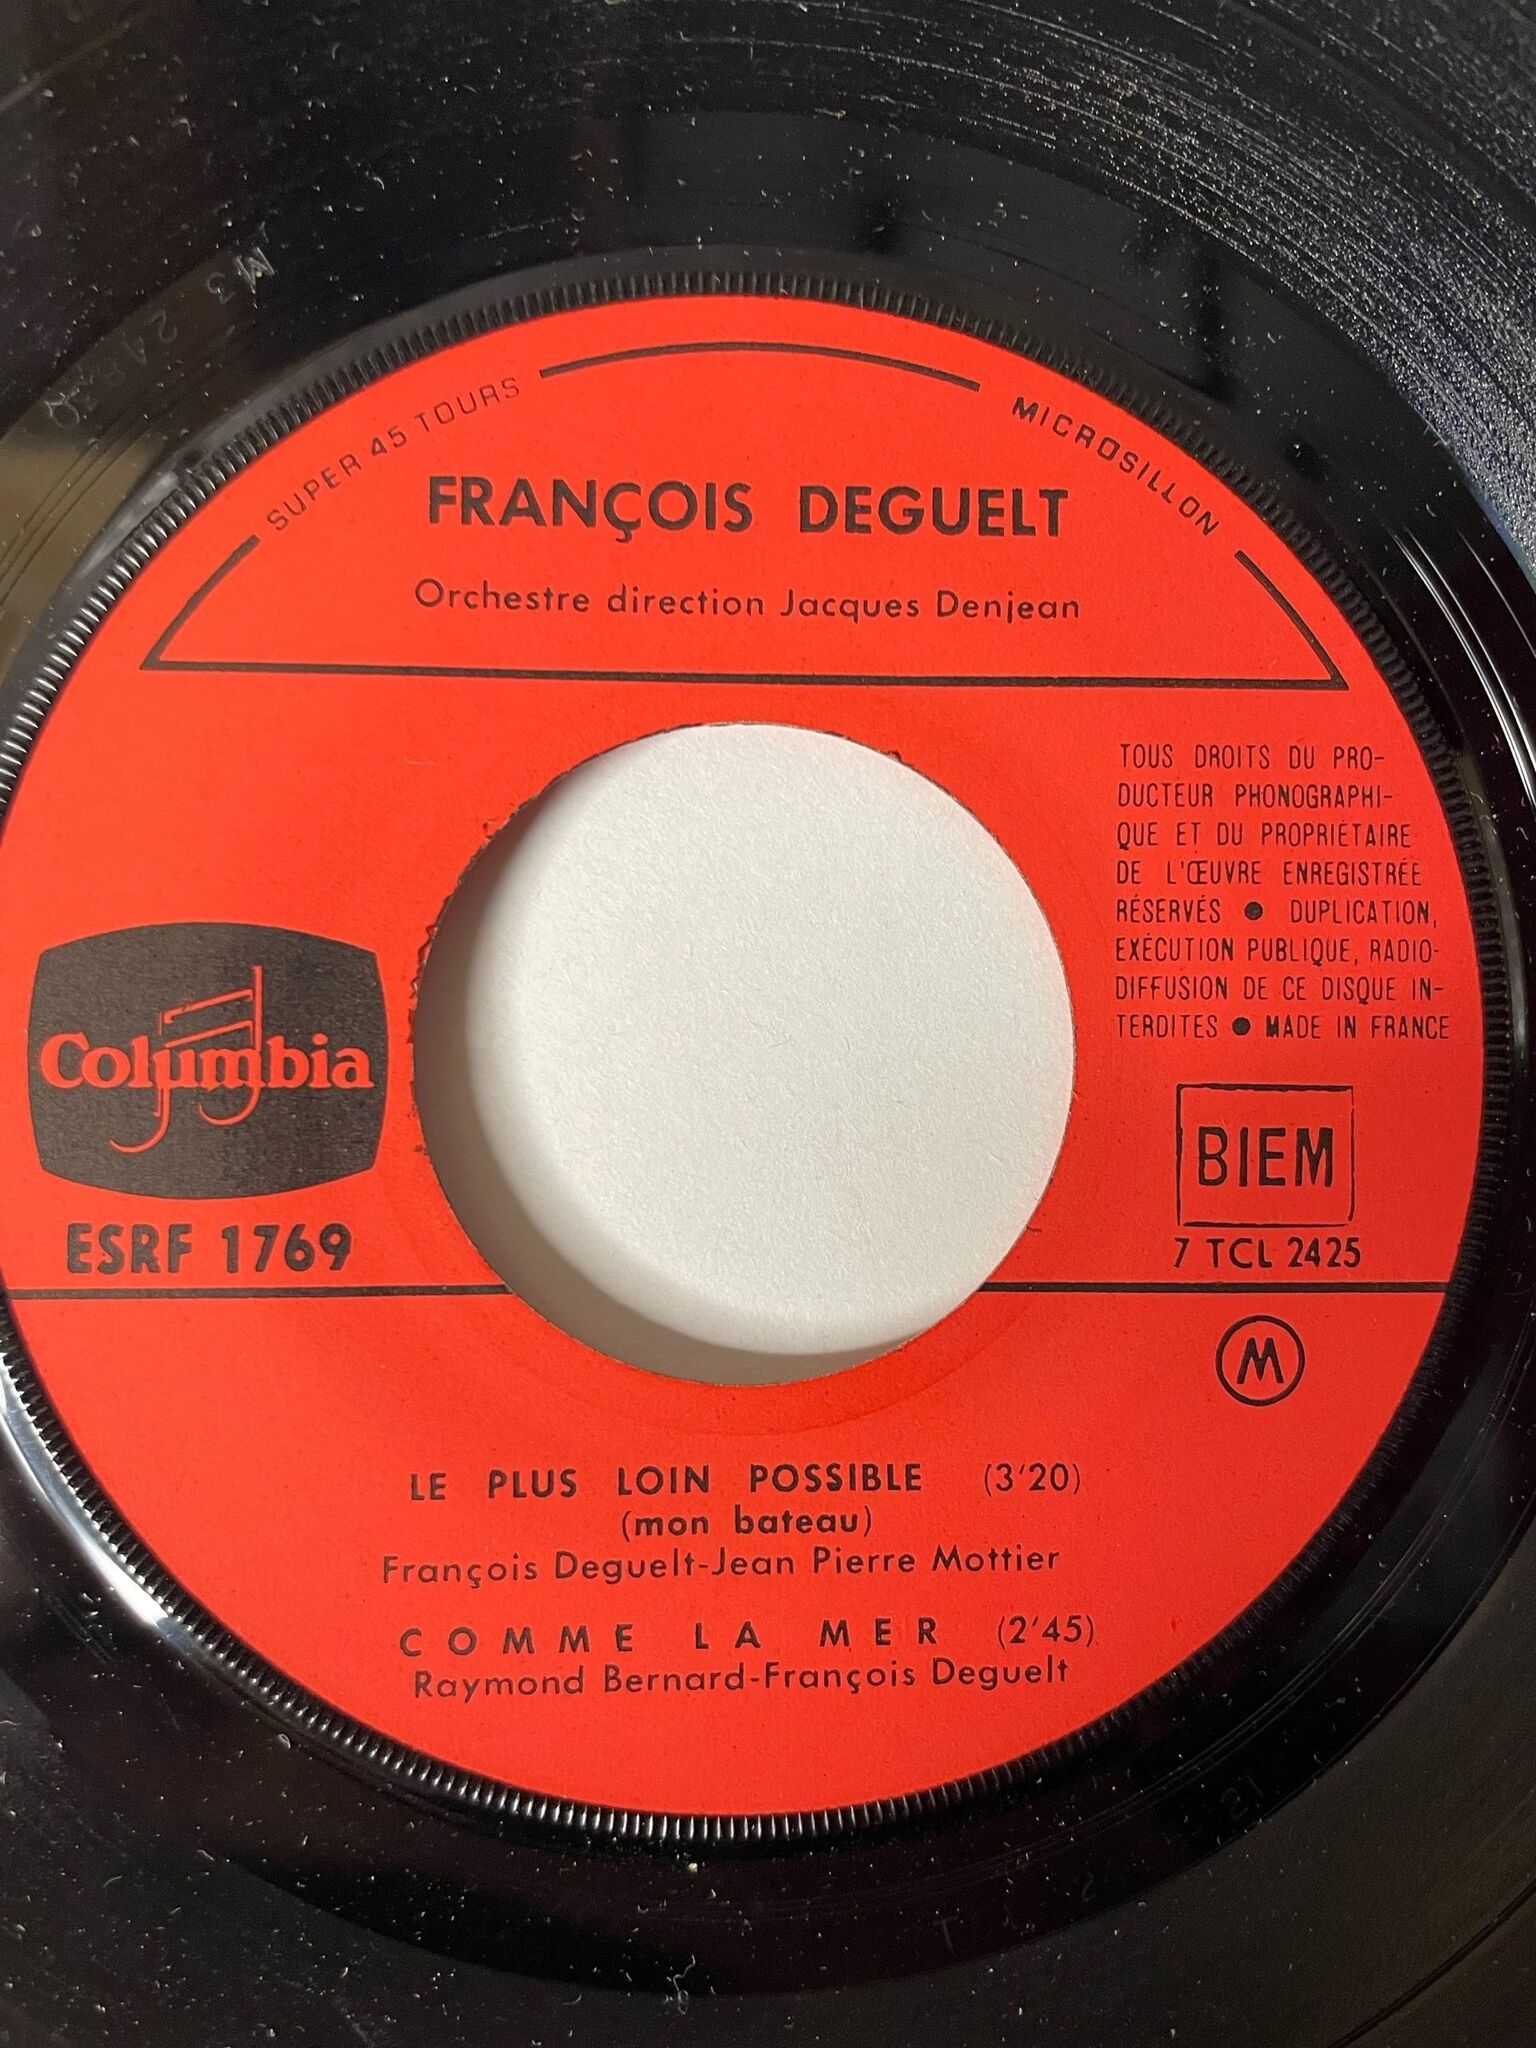 SUPER 45 TOURS
MICROSILLON
FRANÇOIS DEGUELT
Orchestre direction Jacques Denjean
TOUS DROITS DU PRO-
DUCTEUR PHONOGRAPHI-
QUE ET DU PROPRIÉTAIRE
DE L'ŒUVRE ENREGISTRÉE
RÉSERVÉS ● DUPLICATION,
EXÉCUTION PUBLIQUE, RADIO-
DIFFUSION DE CE DISQUE IN-
TERDITES ● MADE IN FRANCE
Columbia
BIEM
ESRF 1769
7 TCL 2425
M
LE PLUS LOIN POSSIBLE (3'20)
(mon bateau)
François Deguelt-Jean Pierre Mottier
COMME LA MER (2'45)
Raymond Bernard-François Deguelt